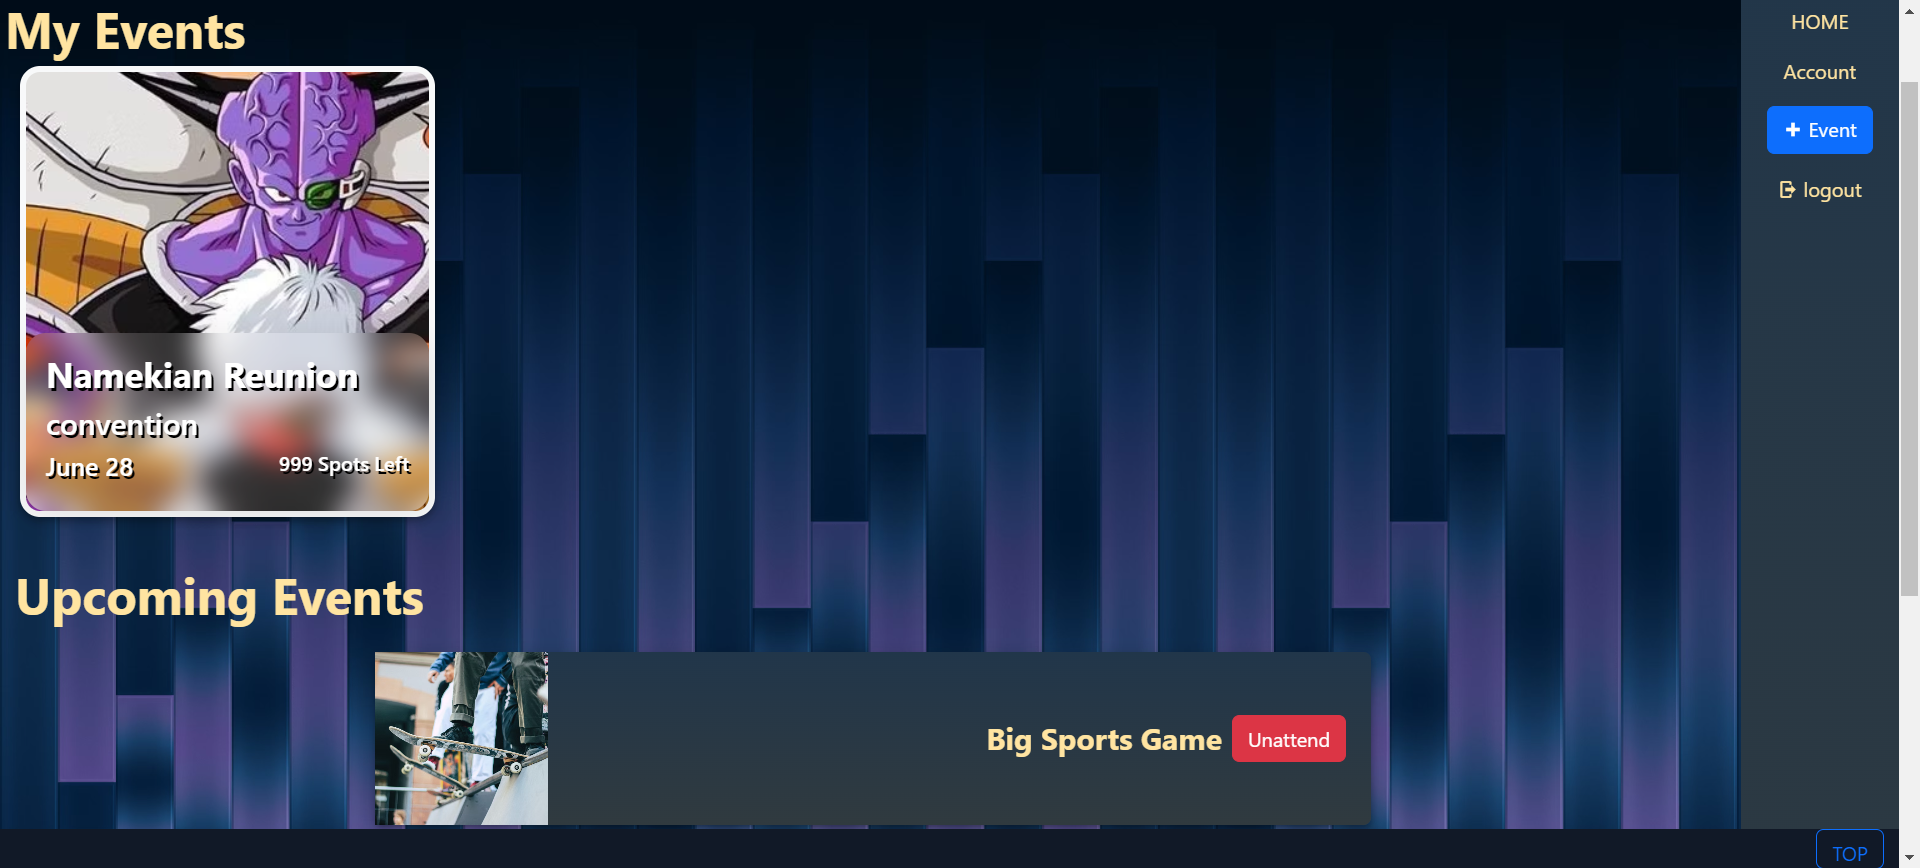 My Events
Namekian Reunion
convention
June 28
999 Spots Left
Upcoming Events
Big Sports Game
Unattend
HOME
Account
+ Event
logout
TOP